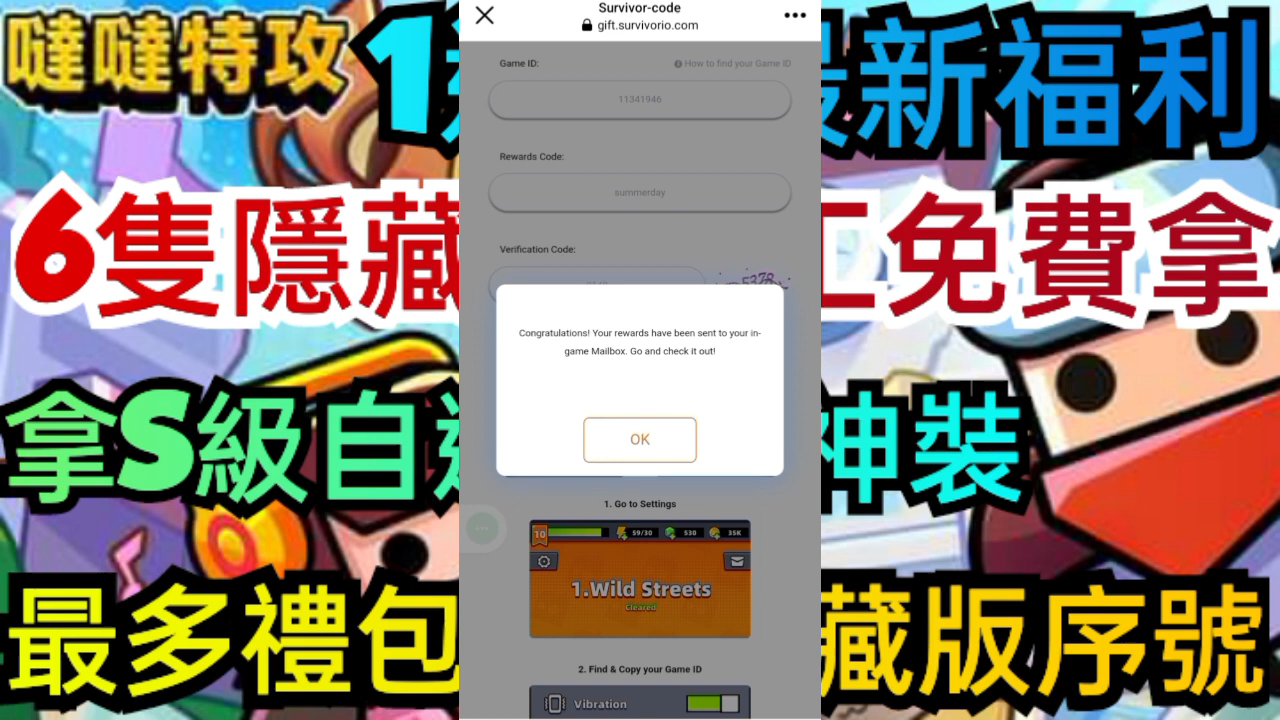 噠噠特攻
1
最新福利
6隻隱藏
免費拿
拿S級自
神裝
最多禮包
藏版序號
Survivor-code
gift.survivorio.com
Game ID:
How to find your Game ID
11341946
Rewards Code:
summerday
Verification Code:
5378
Congratulations! Your rewards have been sent to your in-
game Mailbox. Go and check it out!
OK
1. Go to Settings
10
59/30
530
35K
1.Wild Streets
Cleared
2. Find & Copy your Game ID
Vibration